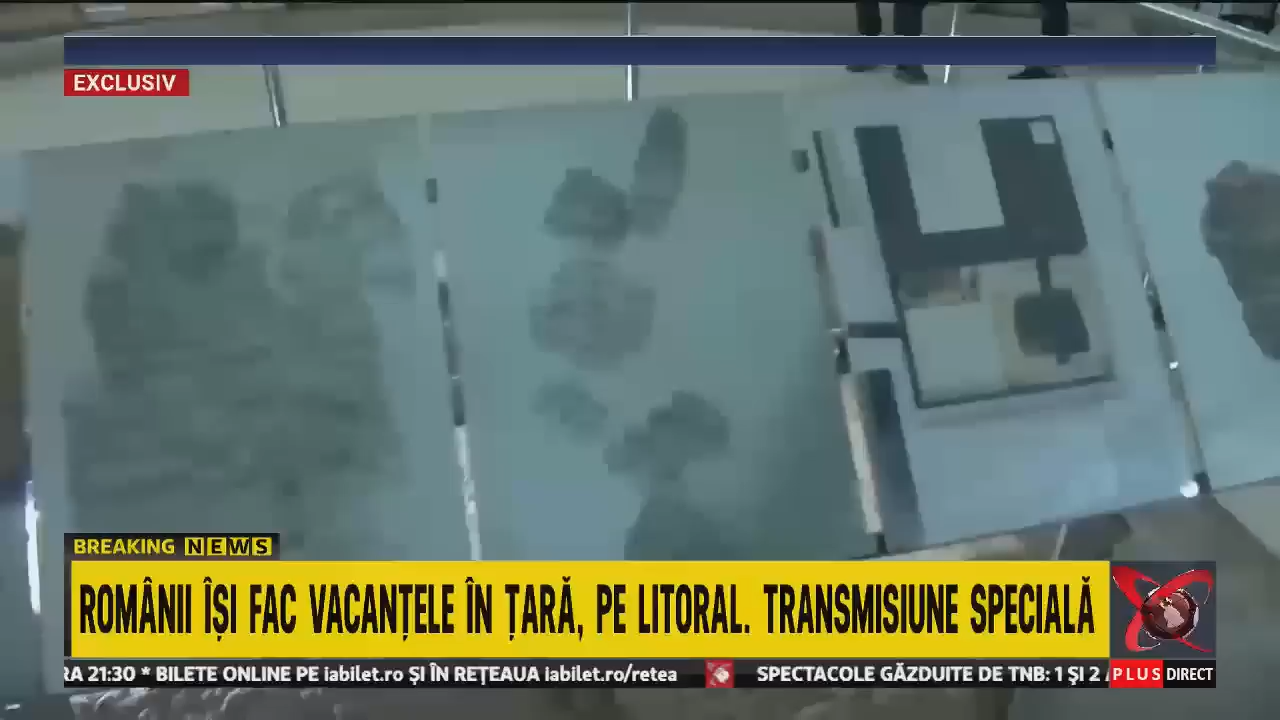 EXCLUSIV
BREAKING NEWS
ROMÂNII ÎȘI FAC VACANȚELE ÎN ȚARĂ, PE LITORAL. TRANSMISIUNE SPECIALĂ
RA 21:30 * BILETE ONLINE PE iabilet.ro ȘI ÎN REȚEAUA iabilet.ro/retea SPECTACOLE GĂZDUITE DE TNB: 1 ȘI 2
PLUS DIRECT